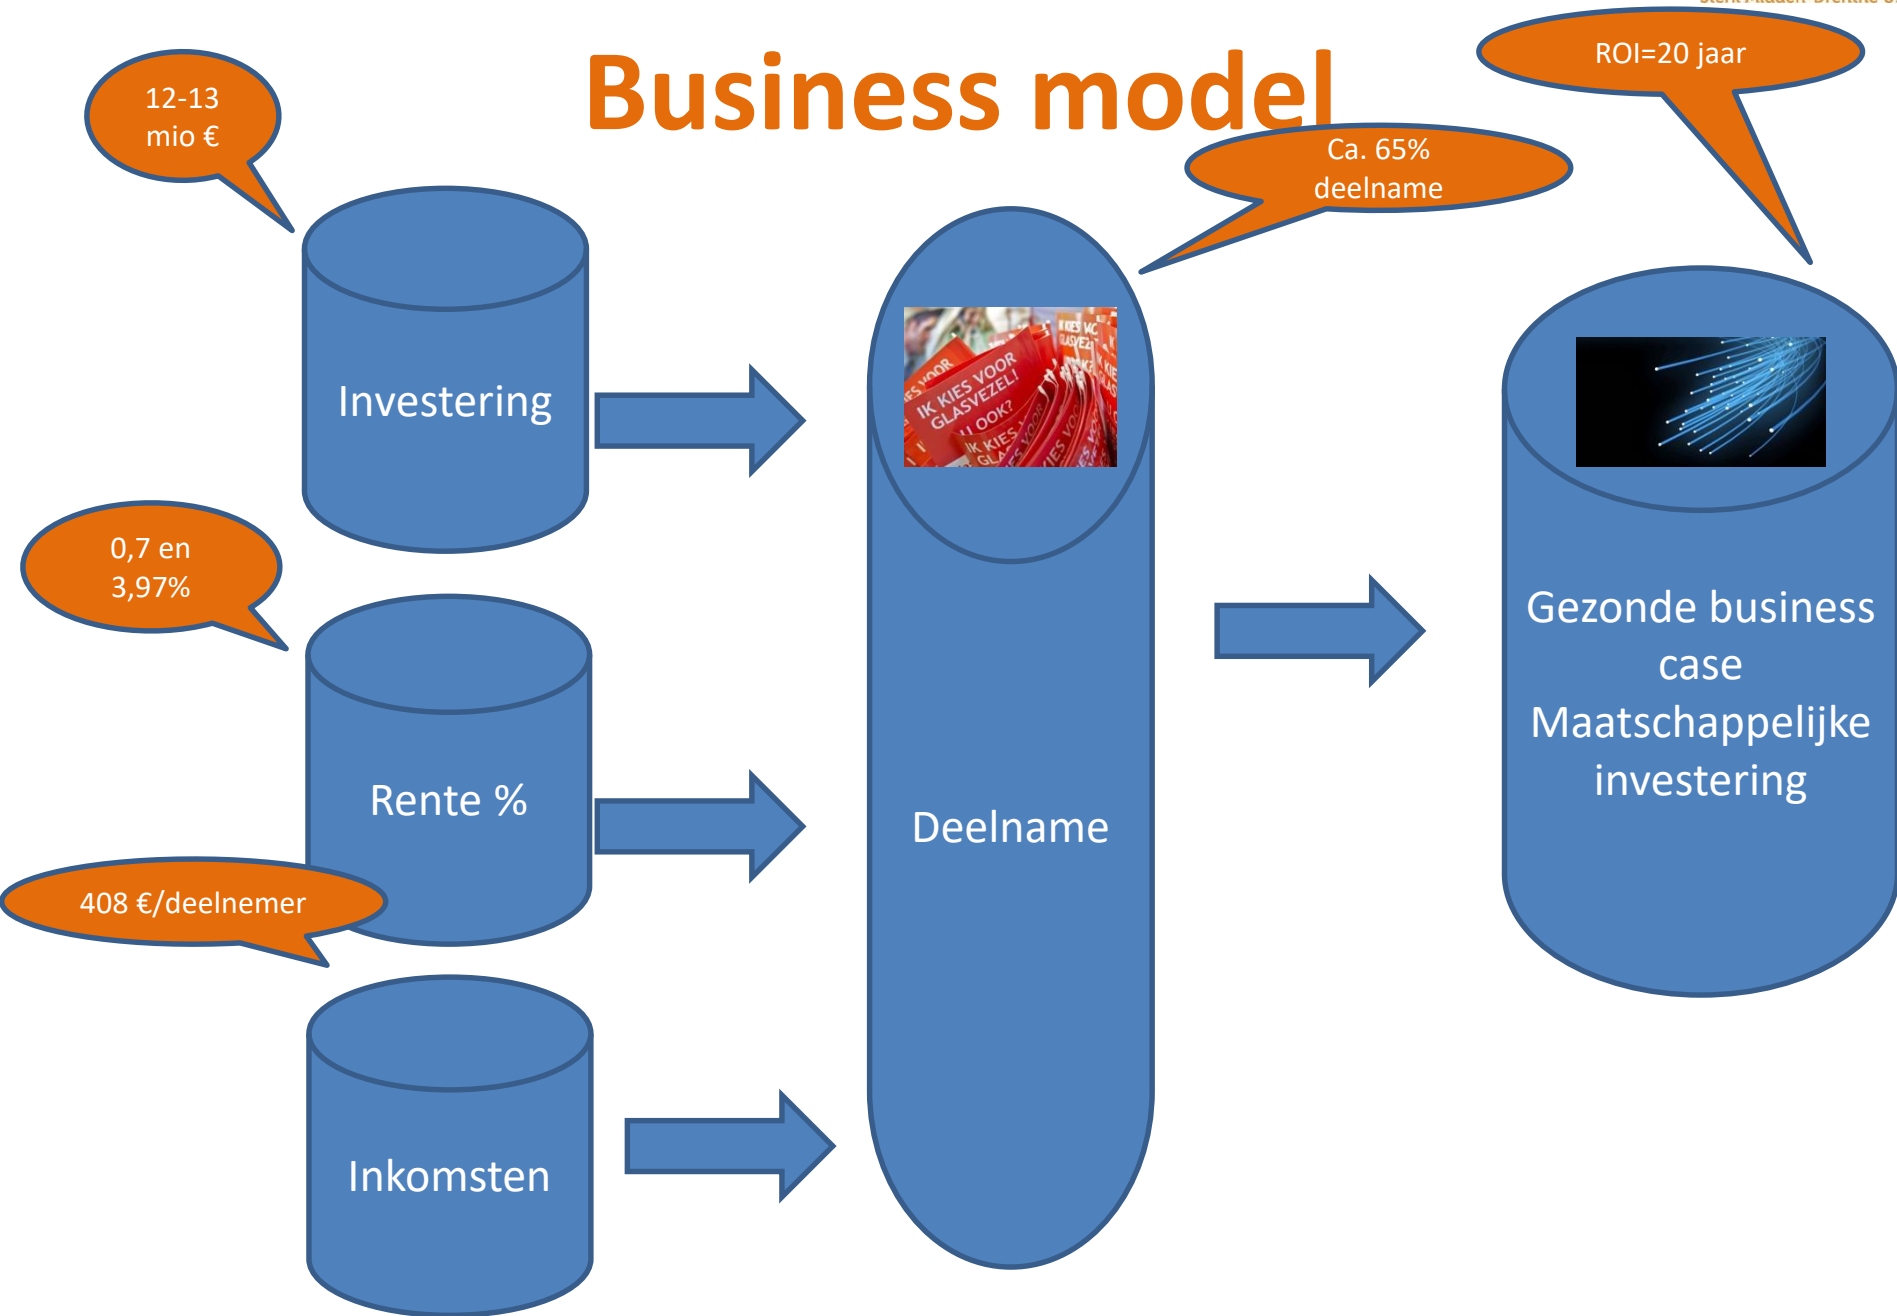 Business model
ROI=20 jaar
12-13
mio €
Ca. 65%
deelname
Investering
IK KIES VOOR
GLASVEZEL!
U OOK?
0,7 en
3,97%
Rente %
408 €/deelnemer
Inkomsten
Deelname
Gezonde business
case
Maatschappelijke
investering